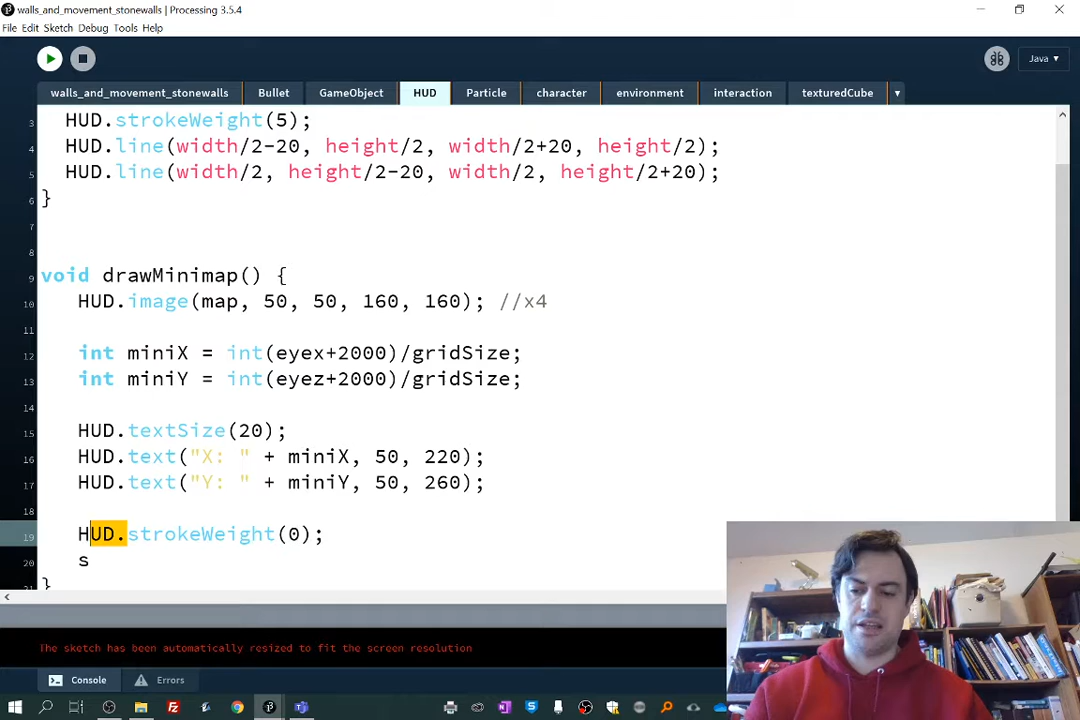 walls_and_movement_stonewalls | Processing 3.5.4
File Edit Sketch Debug Tools Help
Java ▼
walls_and_movement_stonewalls Bullet GameObject HUD Particle character environment interaction texturedCube ▼
3 HUD.strokeWeight(5);
4 HUD.line(width/2-20, height/2, width/2+20, height/2);
5 HUD.line(width/2, height/2-20, width/2, height/2+20);
6 }
7
8
9 void drawMinimap() {
10 HUD.image(map, 50, 50, 160, 160); //x4
11
12 int miniX = int(eyex+2000)/gridSize;
13 int miniY = int(eyez+2000)/gridSize;
14
15 HUD.textSize(20);
16 HUD.text("X: " + miniX, 50, 220);
17 HUD.text("Y: " + miniY, 50, 260);
18
19 HUD.strokeWeight(0);
20 s
21 }
The sketch has been automatically resized to fit the screen resolution
Console Errors